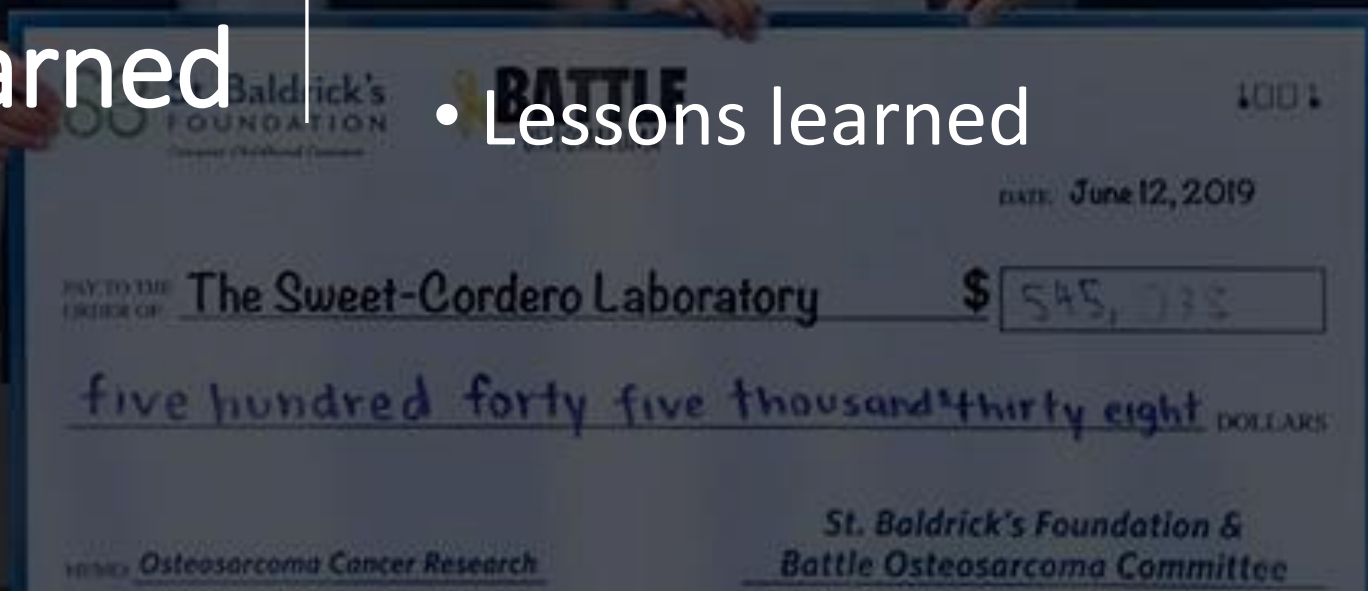 arned
St. Baldrick's
FOUNDATION
BATTLE
• Lessons learned
1001
DATE June 12, 2019
PAY TO THE
ORDER OF The Sweet-Cordero Laboratory $ 545,
five hundred forty five thousand & thirty eight DOLLARS
St. Baldrick's Foundation &
MEMO Osteosarcoma Cancer Research Battle Osteosarcoma Committee